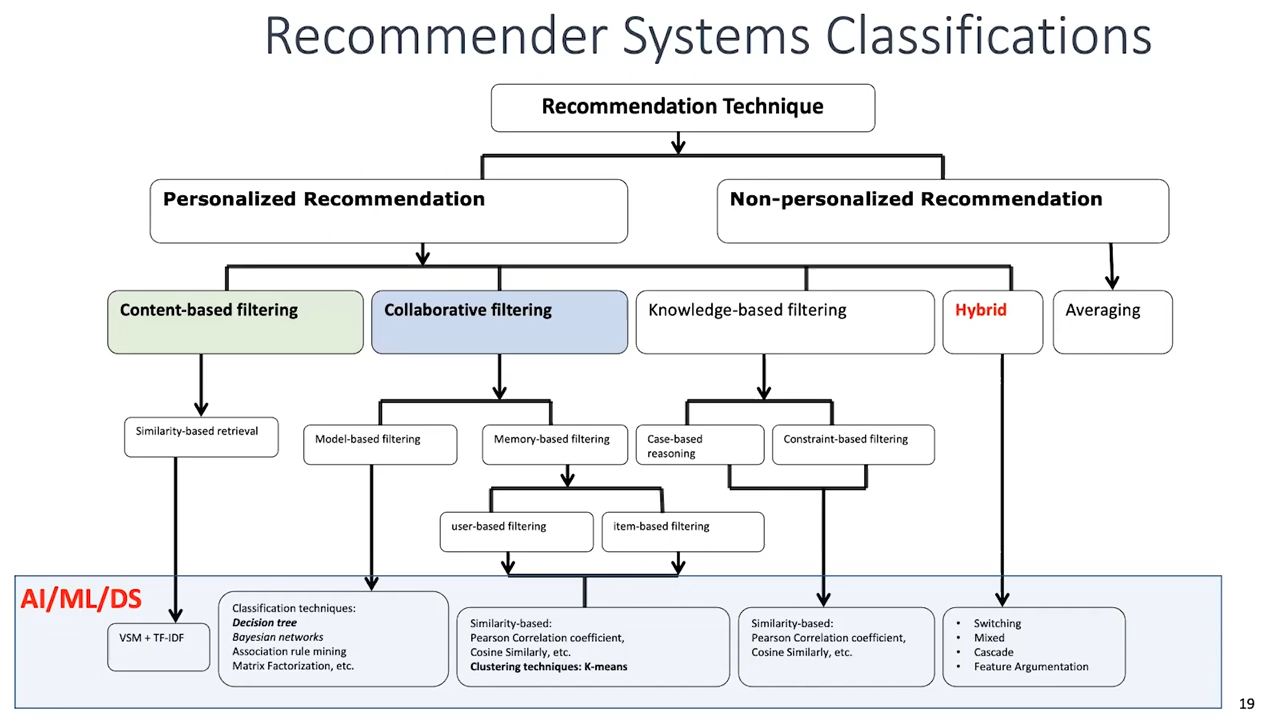 Recommender Systems Classifications
Recommendation Technique
Personalized Recommendation
Non-personalized Recommendation
Content-based filtering
Collaborative filtering
Knowledge-based filtering
Hybrid
Averaging
Similarity-based retrieval
Model-based filtering
Memory-based filtering
Case-based
reasoning
Constraint-based filtering
user-based filtering
item-based filtering
AI/ML/DS
VSM + TF-IDF
Classification techniques:
Decision tree
Bayesian networks
Association rule mining
Matrix Factorization, etc.
Similarity-based:
Pearson Correlation coefficient,
Cosine Similarly, etc.
Clustering techniques: K-means
Similarity-based:
Pearson Correlation coefficient,
Cosine Similarly, etc.
• Switching
• Mixed
• Cascade
• Feature Argumentation
19